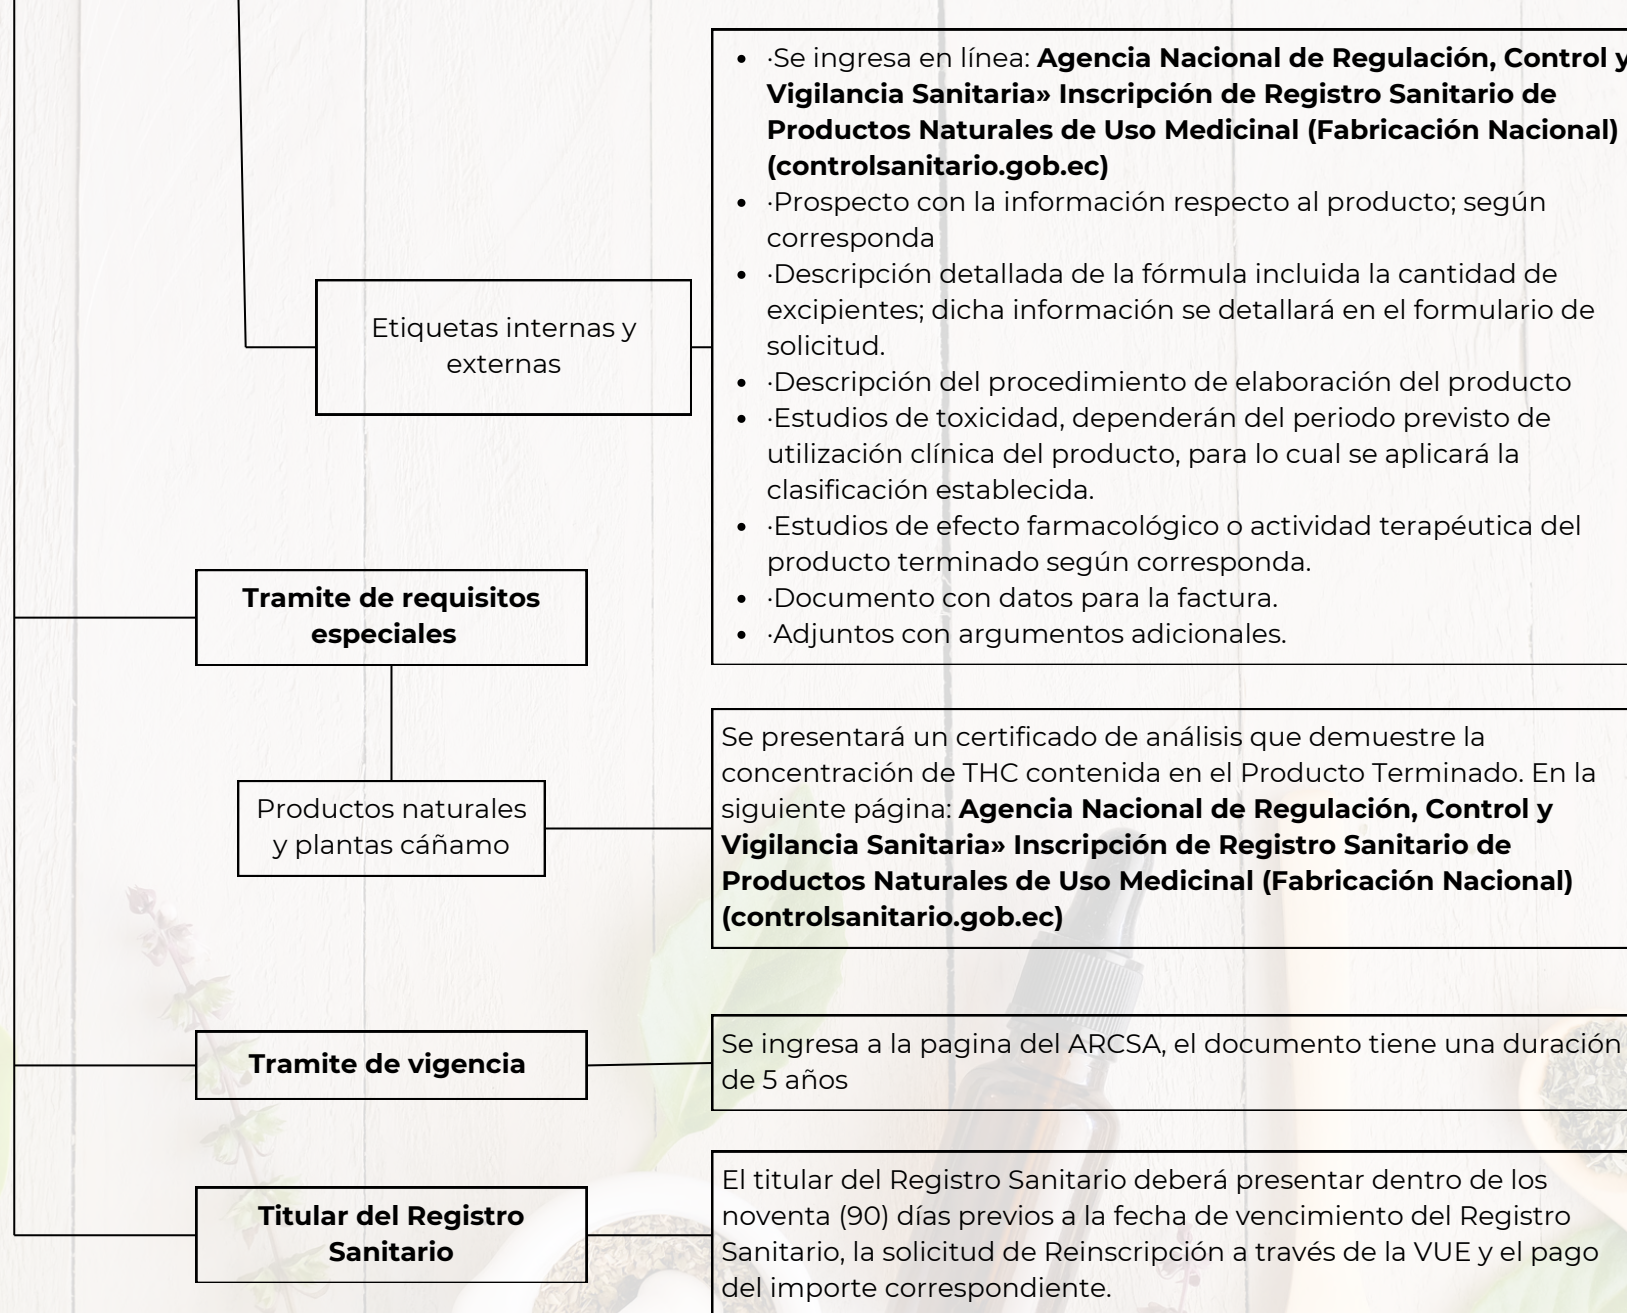 • ·Se ingresa en línea: Agencia Nacional de Regulación, Control y
Vigilancia Sanitaria» Inscripción de Registro Sanitario de
Productos Naturales de Uso Medicinal (Fabricación Nacional)
(controlsanitario.gob.ec)
• ·Prospecto con la información respecto al producto; según
corresponda
• ·Descripción detallada de la fórmula incluida la cantidad de
excipientes; dicha información se detallará en el formulario de
solicitud.
• ·Descripción del procedimiento de elaboración del producto
• ·Estudios de toxicidad, dependerán del periodo previsto de
utilización clínica del producto, para lo cual se aplicará la
clasificación establecida.
• ·Estudios de efecto farmacológico o actividad terapéutica del
producto terminado según corresponda.
• ·Documento con datos para la factura.
• ·Adjuntos con argumentos adicionales.
Etiquetas internas y
externas
Tramite de requisitos
especiales
Productos naturales
y plantas cáñamo
Se presentará un certificado de análisis que demuestre la
concentración de THC contenida en el Producto Terminado. En la
siguiente página: Agencia Nacional de Regulación, Control y
Vigilancia Sanitaria» Inscripción de Registro Sanitario de
Productos Naturales de Uso Medicinal (Fabricación Nacional)
(controlsanitario.gob.ec)
Tramite de vigencia
Se ingresa a la pagina del ARCSA, el documento tiene una duración
de 5 años
Titular del Registro
Sanitario
El titular del Registro Sanitario deberá presentar dentro de los
noventa (90) días previos a la fecha de vencimiento del Registro
Sanitario, la solicitud de Reinscripción a través de la VUE y el pago
del importe correspondiente.